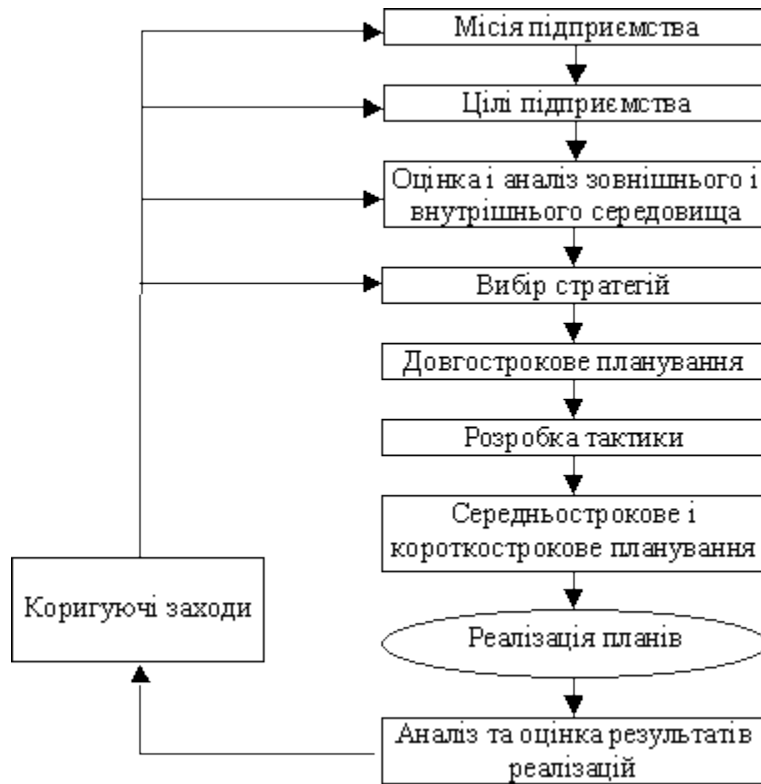 Місія підприємства
Цілі підприємства
Оцінка і аналіз зовнішнього і
внутрішнього середовища
Вибір стратегій
Довгострокове планування
Розробка тактики
Середньострокове і
короткострокове планування
Коригуючі заходи
Реалізація планів
Аналіз та оцінка результатів
реалізацій